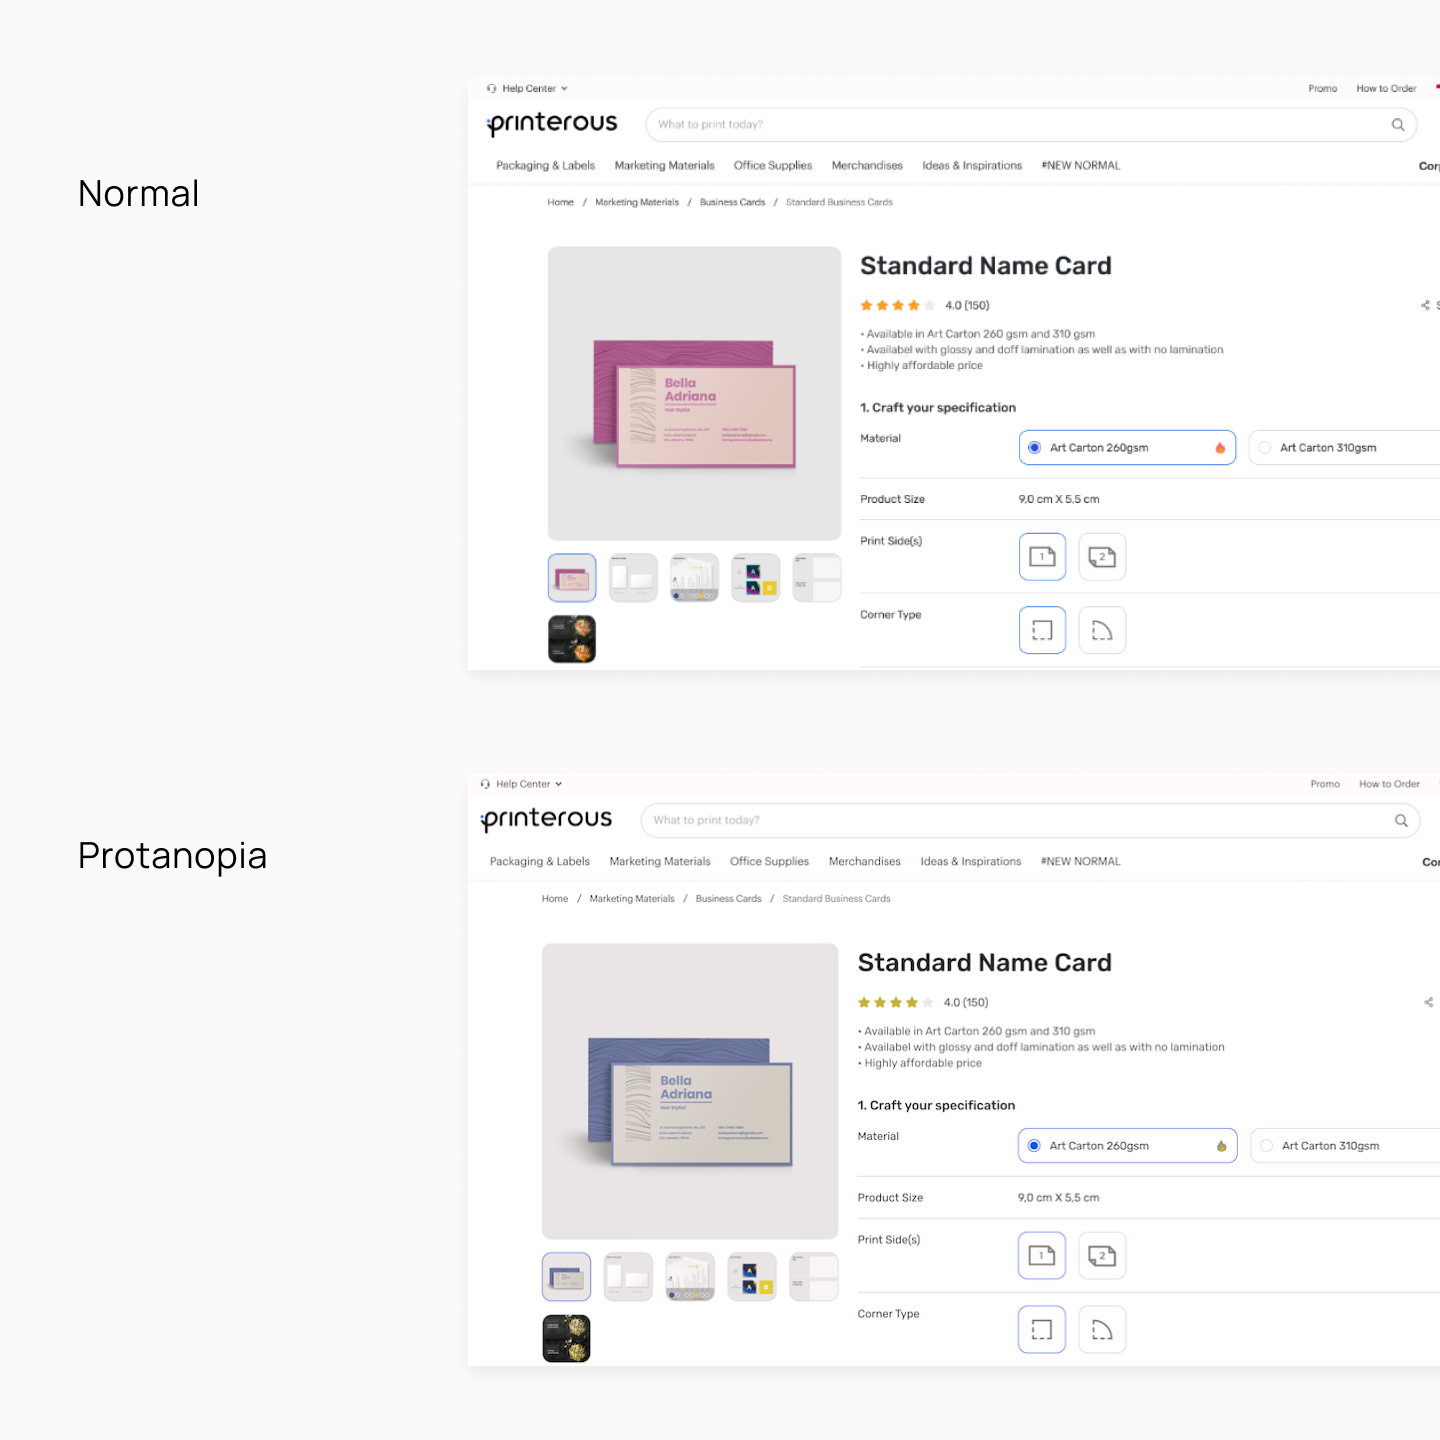 Normal
Help Center
Promo How to Order
printerous
What to print today?
Packaging & Labels Marketing Materials Office Supplies Merchandises Ideas & Inspirations #NEW NORMAL
Home / Marketing Materials / Business Cards / Standard Business Cards
Standard Name Card
4.0 (150)
• Available in Art Carton 260 gsm and 310 gsm
• Availabel with glossy and doff lamination as well as with no lamination
• Highly affordable price
Bella
Adriana
1. Craft your specification
Material
Art Carton 260gsm Art Carton 310gsm
Product Size 9,0 cm X 5,5 cm
Print Side(s)
1 2
Corner Type
Protanopia
Help Center
Promo How to Order
printerous
What to print today?
Packaging & Labels Marketing Materials Office Supplies Merchandises Ideas & Inspirations #NEW NORMAL
Home / Marketing Materials / Business Cards / Standard Business Cards
Standard Name Card
4.0 (150)
• Available in Art Carton 260 gsm and 310 gsm
• Availabel with glossy and doff lamination as well as with no lamination
• Highly affordable price
Bella
Adriana
1. Craft your specification
Material
Art Carton 260gsm Art Carton 310gsm
Product Size 9,0 cm X 5,5 cm
Print Side(s)
1 2
Corner Type